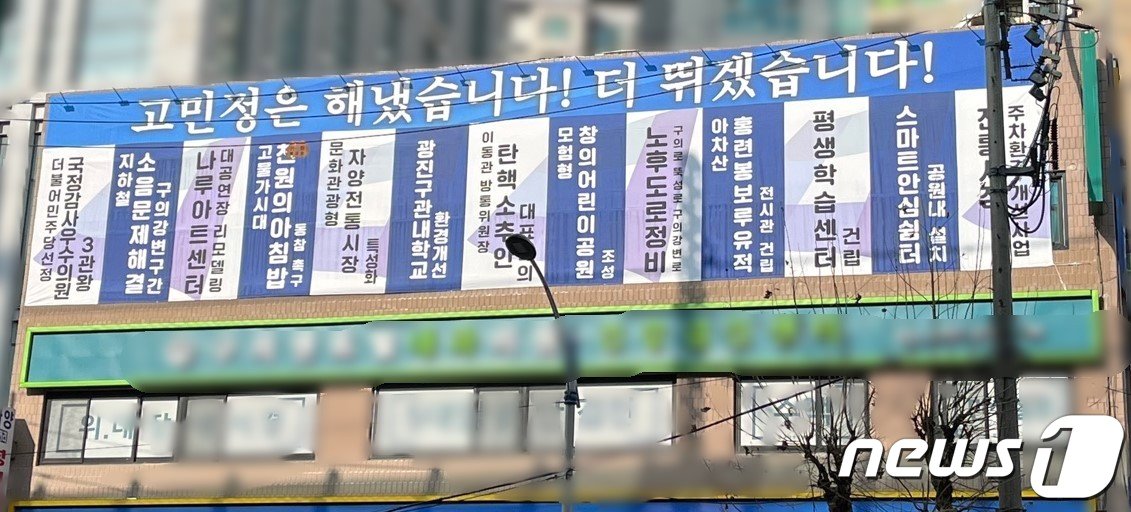 고민정은 해냈습니다! 더 뛰겠습니다!
더불어민주당선정
국정감사우수의원
3관왕
지하철
소음문제해결
구의강변구간
나루아트센터
대공연장 리모델링
고물가시대
천원의아침밥
동참 촉구
문화관광형
자양전통시장
특성화
광진구관내학교
환경개선
이동관 방통위원장
탄핵소추안
대표
의
모험형
창의어린이공원
조성
노후도로정비
구의로 뚝섬로 구의강변로
아차산
홍련봉보루유적
전시관 건립
평생학습센터
건립
스마트안심쉼터
공원내 설치
전통시장
주차환경개선사업
의.내
news1